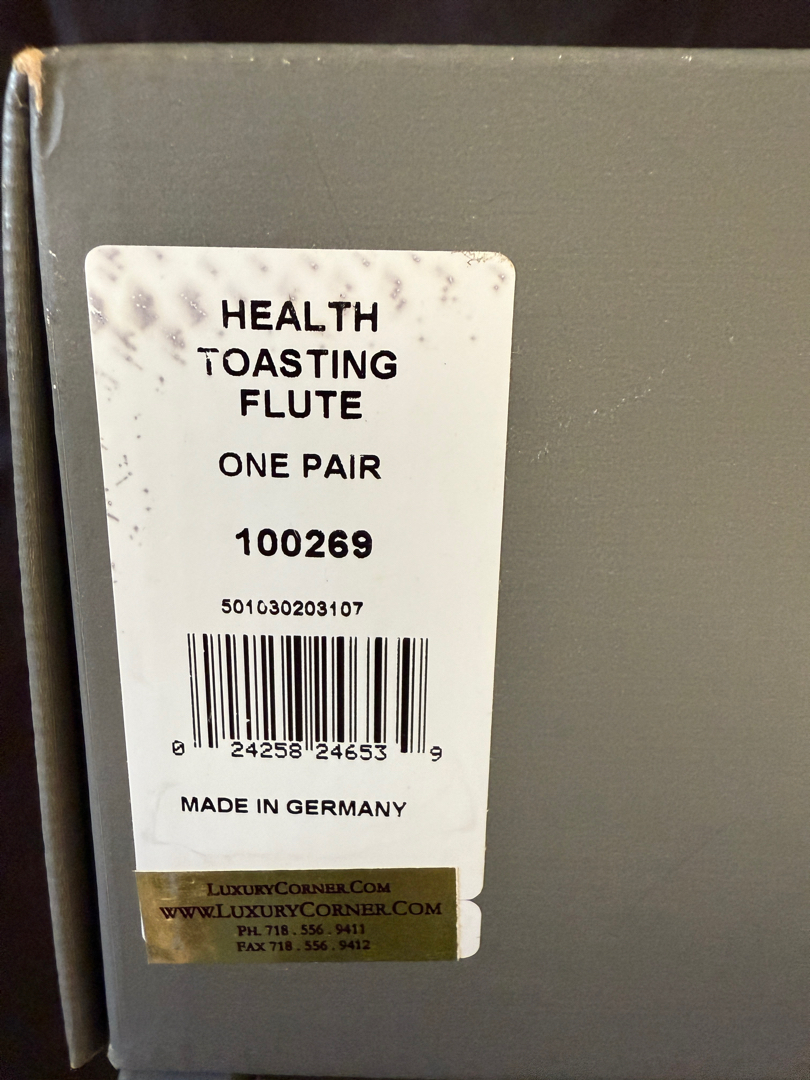 HEALTH
TOASTING
FLUTE
ONE PAIR
100269
501030203107
0 24258 24653 9
MADE IN GERMANY
LUXURYCORNER.COM
WWW.LUXURYCORNER.COM
PH. 718 . 556 . 9411
FAX 718 . 556 . 9412